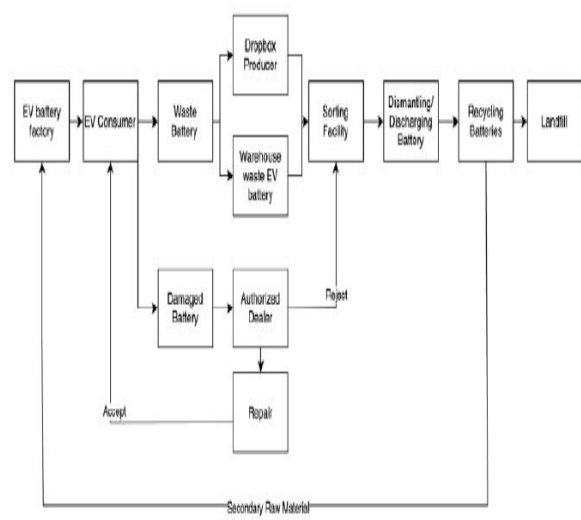 Dropbox
Producer
EV battery
factory
EV Consumer
Waste
Battery
Sorting
Facility
Dismantling/
Discharging
Battery
Recycling
Batteries
Landfill
Warehouse
waste EV
battery
Damaged
Battery
Authorized
Dealer
Reject
Repair
Accept
Secondary Raw Material